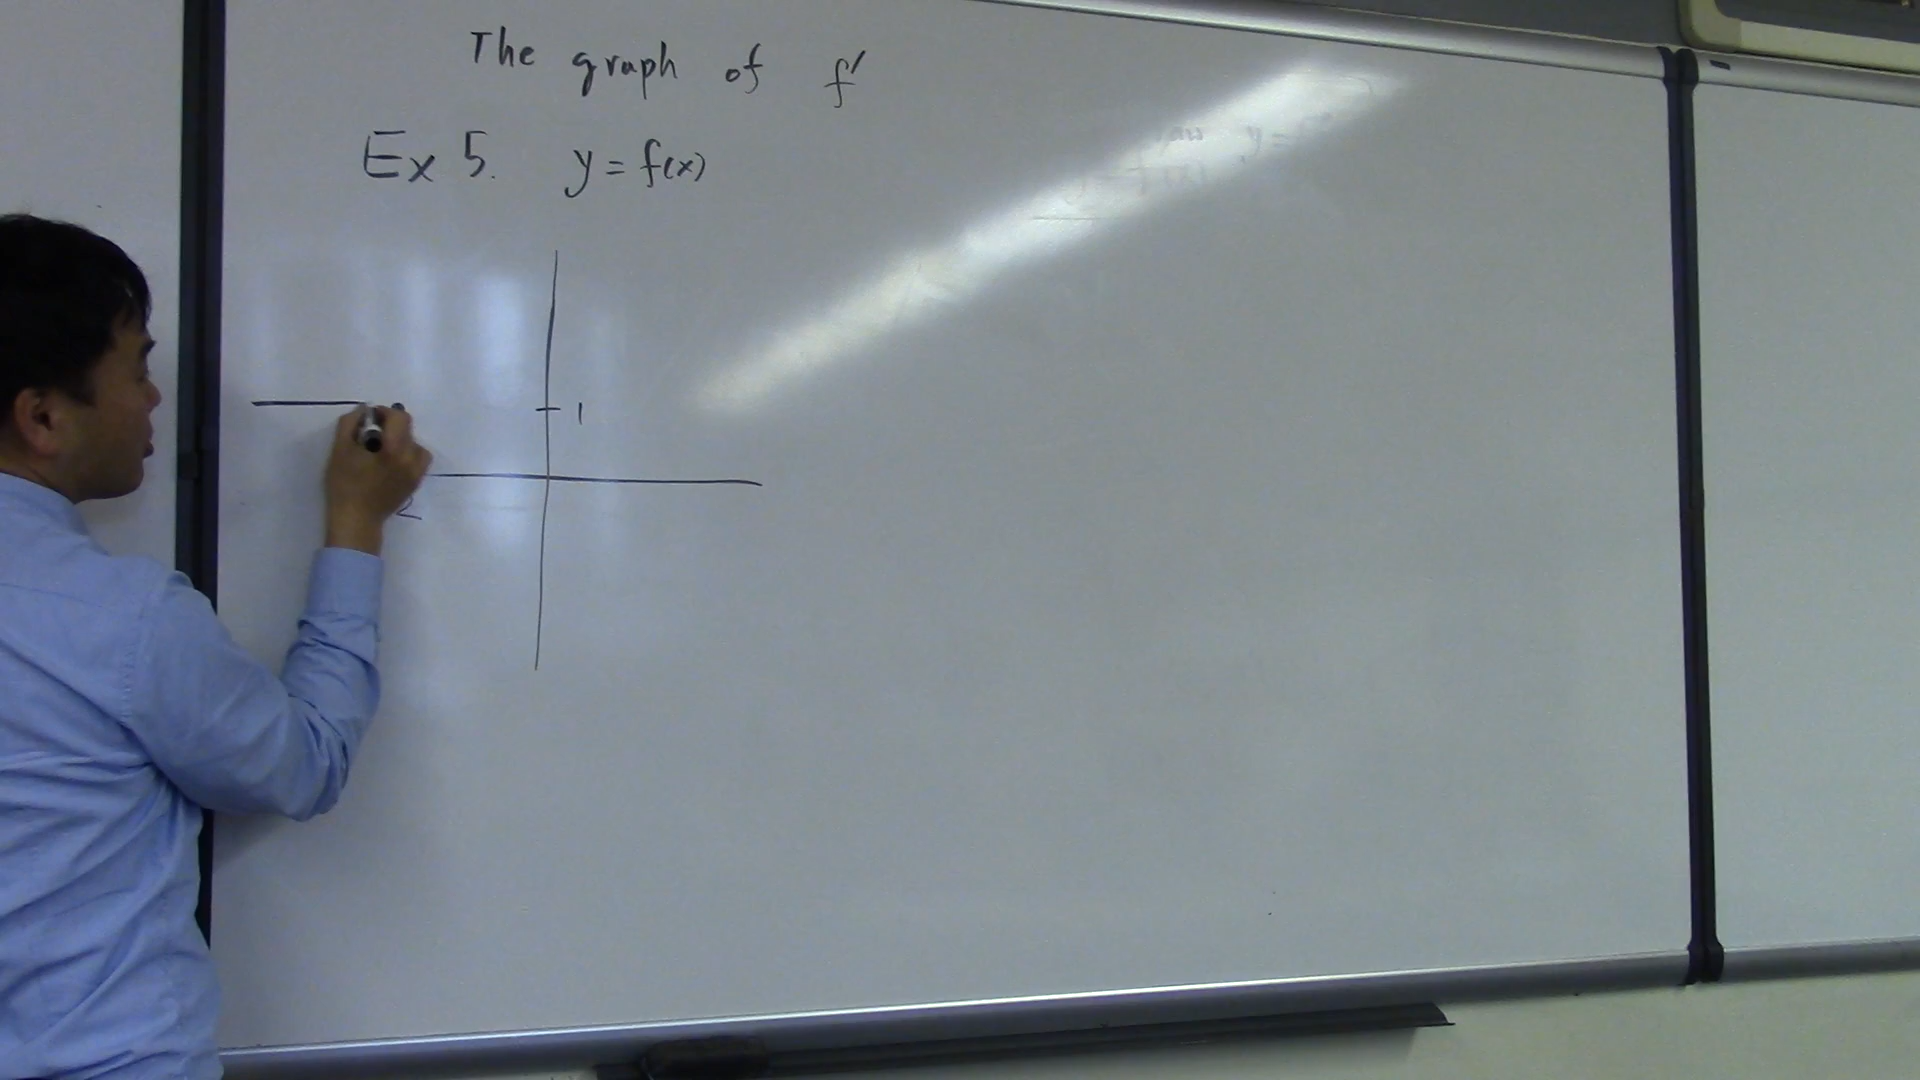 The graph of f'
Ex 5. y = f(x)
1
2